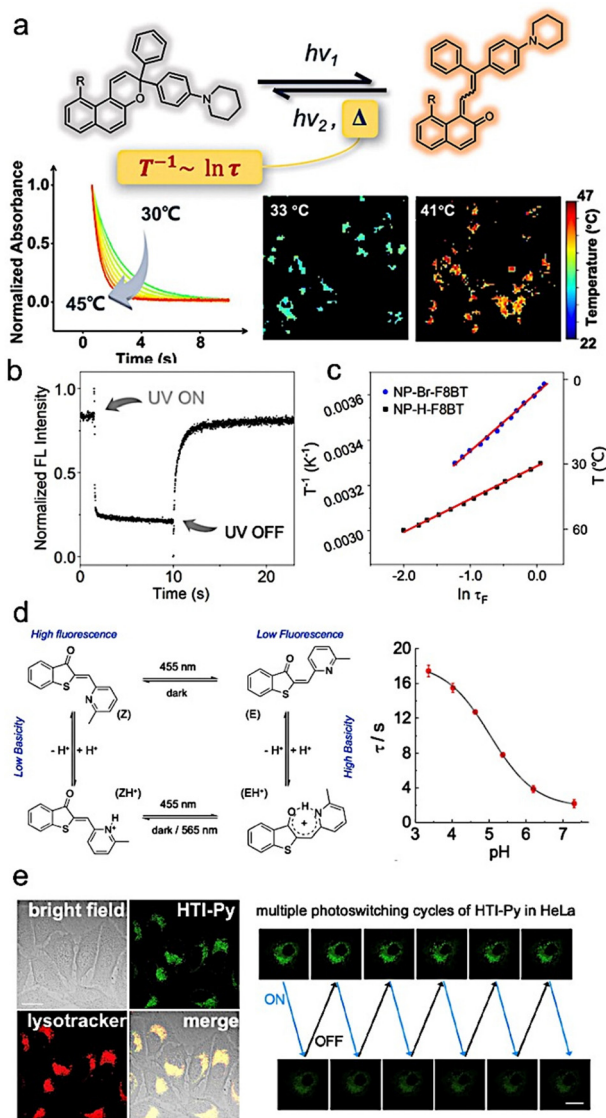 a
hv₁
hv₂, Δ
R
O
N
R
O
N
T⁻¹ ~ ln τ
Normalized Absorbance
1.0
0.5
0.0
30℃
45℃
0 4 8
Time (s)
33 °C
41°C
47
22
Temperature (°C)
b
Normalized FL Intensity
1.0
0.5
0.0
UV ON
UV OFF
0 5 10 15 20
Time (s)
c
NP-Br-F8BT
NP-H-F8BT
T⁻¹ (K⁻¹)
0.0036
0.0034
0.0032
0.0030
0
30
60
T (℃)
-2.0 -1.0 0.0
ln τF
d
High fluorescence
Low Fluorescence
O
S
N
(Z)
455 nm
dark
O
S
N
(E)
Low Basicity
- H⁺ + H⁺
- H⁺ + H⁺
High Basicity
(ZH⁺)
O
S
N⁺
H
455 nm
dark / 565 nm
(EH⁺)
O H
N
+
S
τ / s
20
16
12
8
4
0
3 4 5 6 7
pH
e
bright field
HTI-Py
lysotracker
merge
multiple photoswitching cycles of HTI-Py in HeLa
ON
OFF